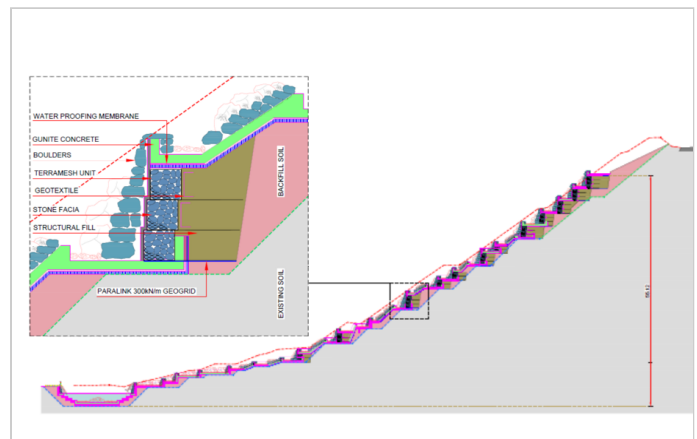 WATER PROOFING MEMBRANE
GUNITE CONCRETE
BOULDERS
TERRAMESH UNIT
GEOTEXTILE
STONE FACIA
STRUCTURAL FILL
PARALINK 300kN/m GEOGRID
BACKFILL SOIL
EXISTING SOIL